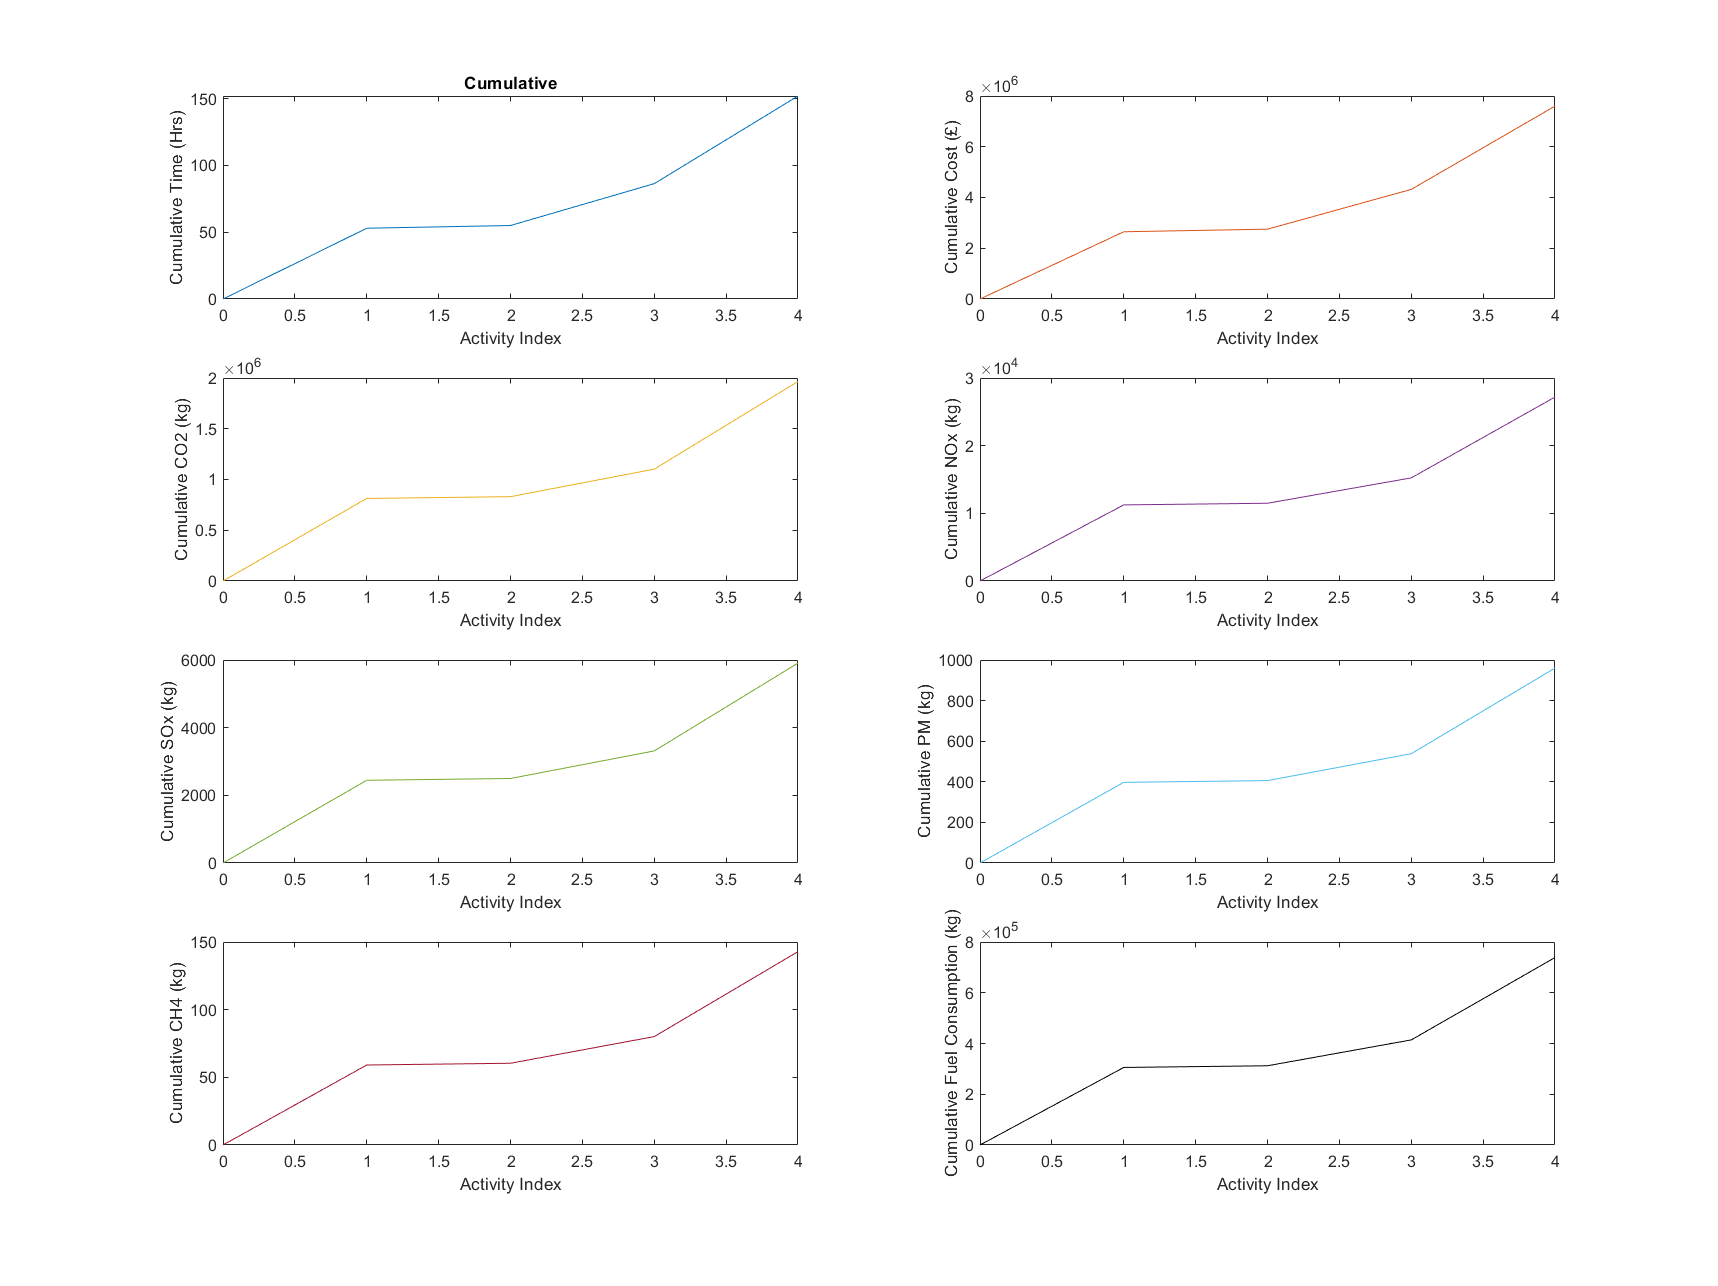 Cumulative
150
100
50
0
Cumulative Time (Hrs)
0 0.5 1 1.5 2 2.5 3 3.5 4
Activity Index
×10^6
8
6
4
2
0
Cumulative Cost (£)
0 0.5 1 1.5 2 2.5 3 3.5 4
Activity Index
×10^6
2
1.5
1
0.5
0
Cumulative CO2 (kg)
0 0.5 1 1.5 2 2.5 3 3.5 4
Activity Index
×10^4
3
2
1
0
Cumulative NOx (kg)
0 0.5 1 1.5 2 2.5 3 3.5 4
Activity Index
6000
4000
2000
0
Cumulative SOx (kg)
0 0.5 1 1.5 2 2.5 3 3.5 4
Activity Index
1000
800
600
400
200
0
Cumulative PM (kg)
0 0.5 1 1.5 2 2.5 3 3.5 4
Activity Index
150
100
50
0
Cumulative CH4 (kg)
0 0.5 1 1.5 2 2.5 3 3.5 4
Activity Index
×10^5
8
6
4
2
0
Cumulative Fuel Consumption (kg)
0 0.5 1 1.5 2 2.5 3 3.5 4
Activity Index